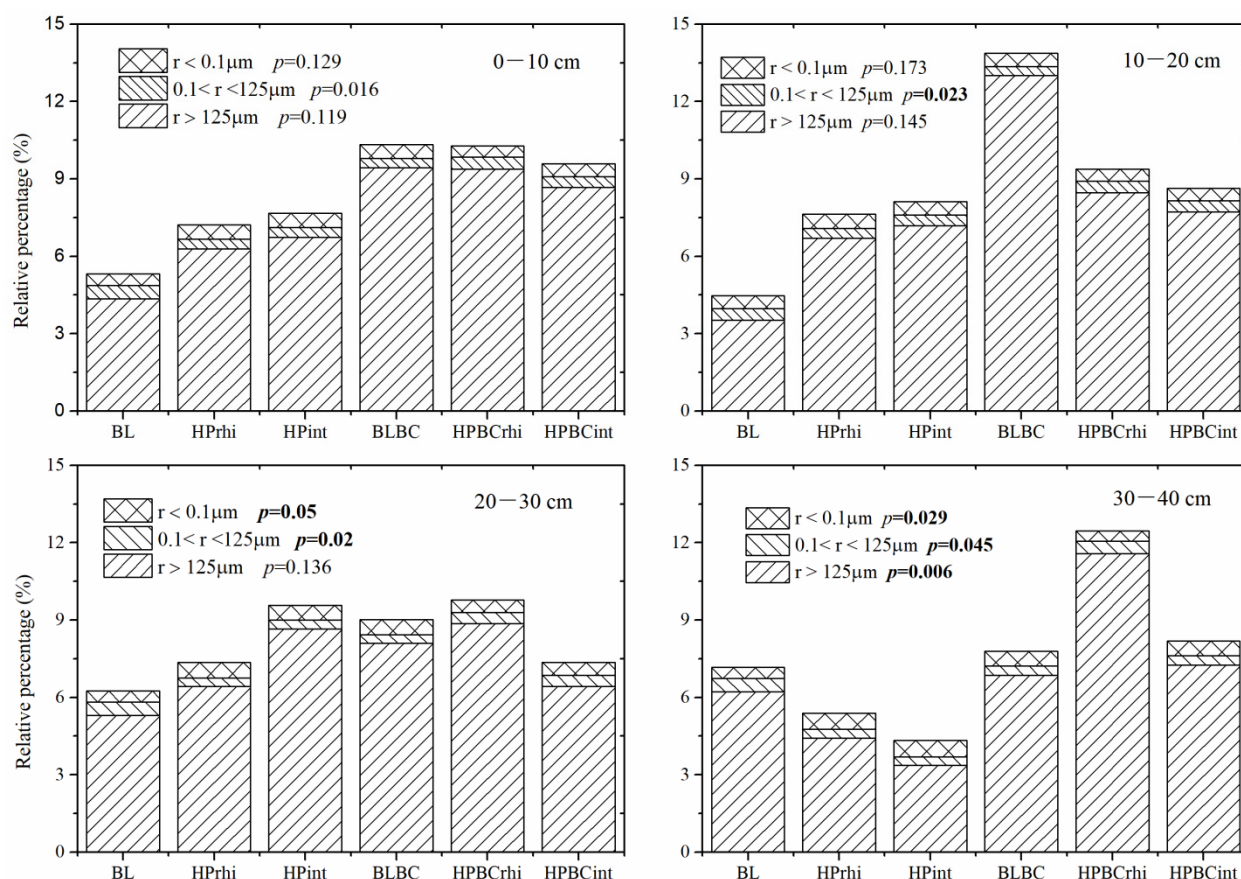 15
12
9
6
3
0
Relative percentage (%)
r < 0.1μm p=0.129
0.1< r <125μm p=0.016
r > 125μm p=0.119
0－10 cm
BL HPrhi HPint BLBC HPBCrhi HPBCint
15
12
9
6
3
0
r < 0.1μm p=0.173
0.1< r < 125μm p=0.023
r > 125μm p=0.145
10－20 cm
BL HPrhi HPint BLBC HPBCrhi HPBCint
15
12
9
6
3
0
Relative percentage (%)
r < 0.1μm p=0.05
0.1< r <125μm p=0.02
r > 125μm p=0.136
20－30 cm
BL HPrhi HPint BLBC HPBCrhi HPBCint
15
12
9
6
3
0
r < 0.1μm p=0.029
0.1< r < 125μm p=0.045
r > 125μm p=0.006
30－40 cm
BL HPrhi HPint BLBC HPBCrhi HPBCint